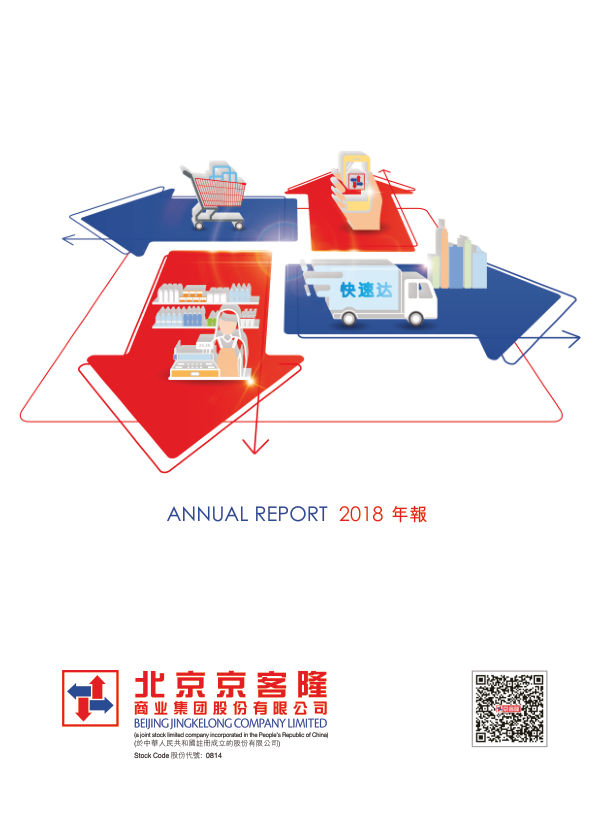 快速达
ANNUAL REPORT 2018 年報
北京京客隆
商业集团股份有限公司
BEIJING JINGKELONG COMPANY LIMITED
(a joint stock limited company incorporated in the People's Republic of China)
(於中華人民共和國註冊成立的股份有限公司)
Stock Code 股份代號: 0814
京客隆